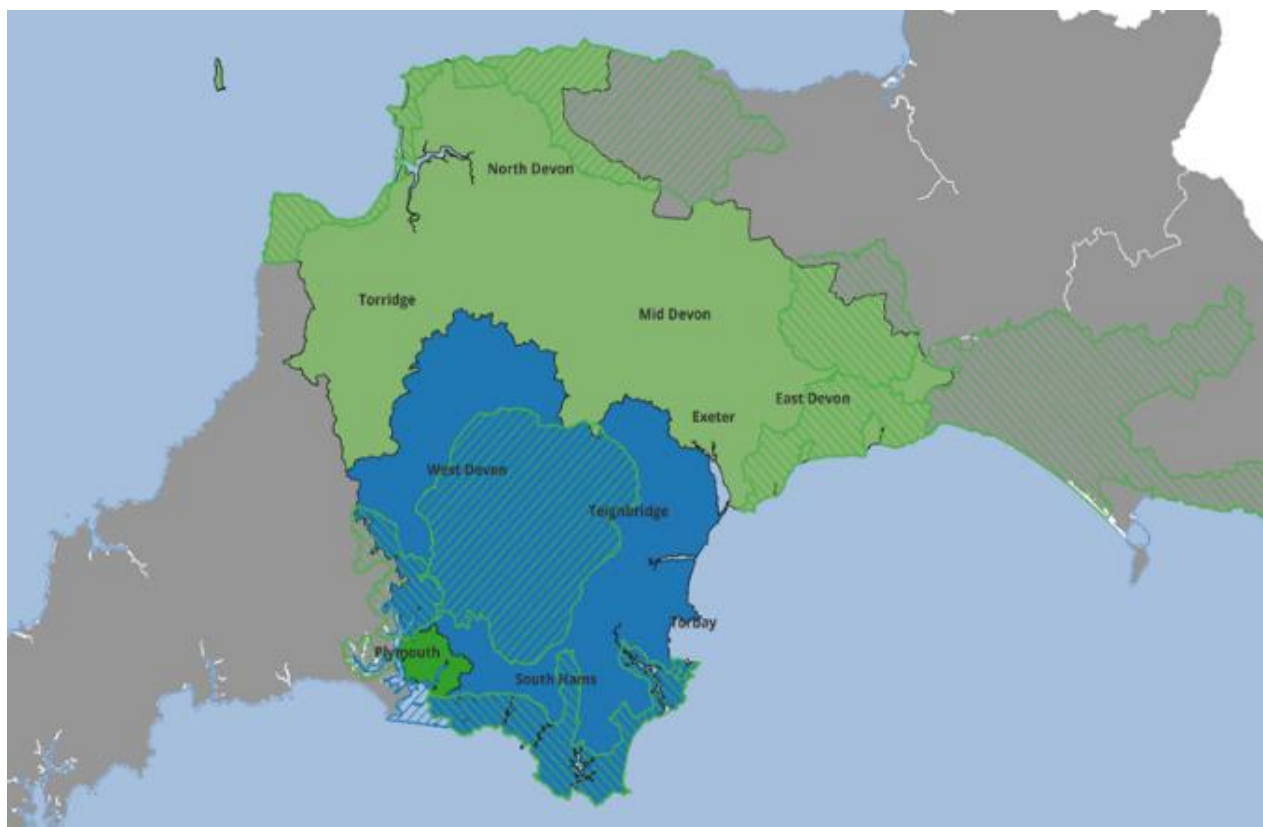 North Devon
Torridge
Mid Devon
East Devon
Exeter
West Devon
Teignbridge
Torbay
Plymouth
South Hams